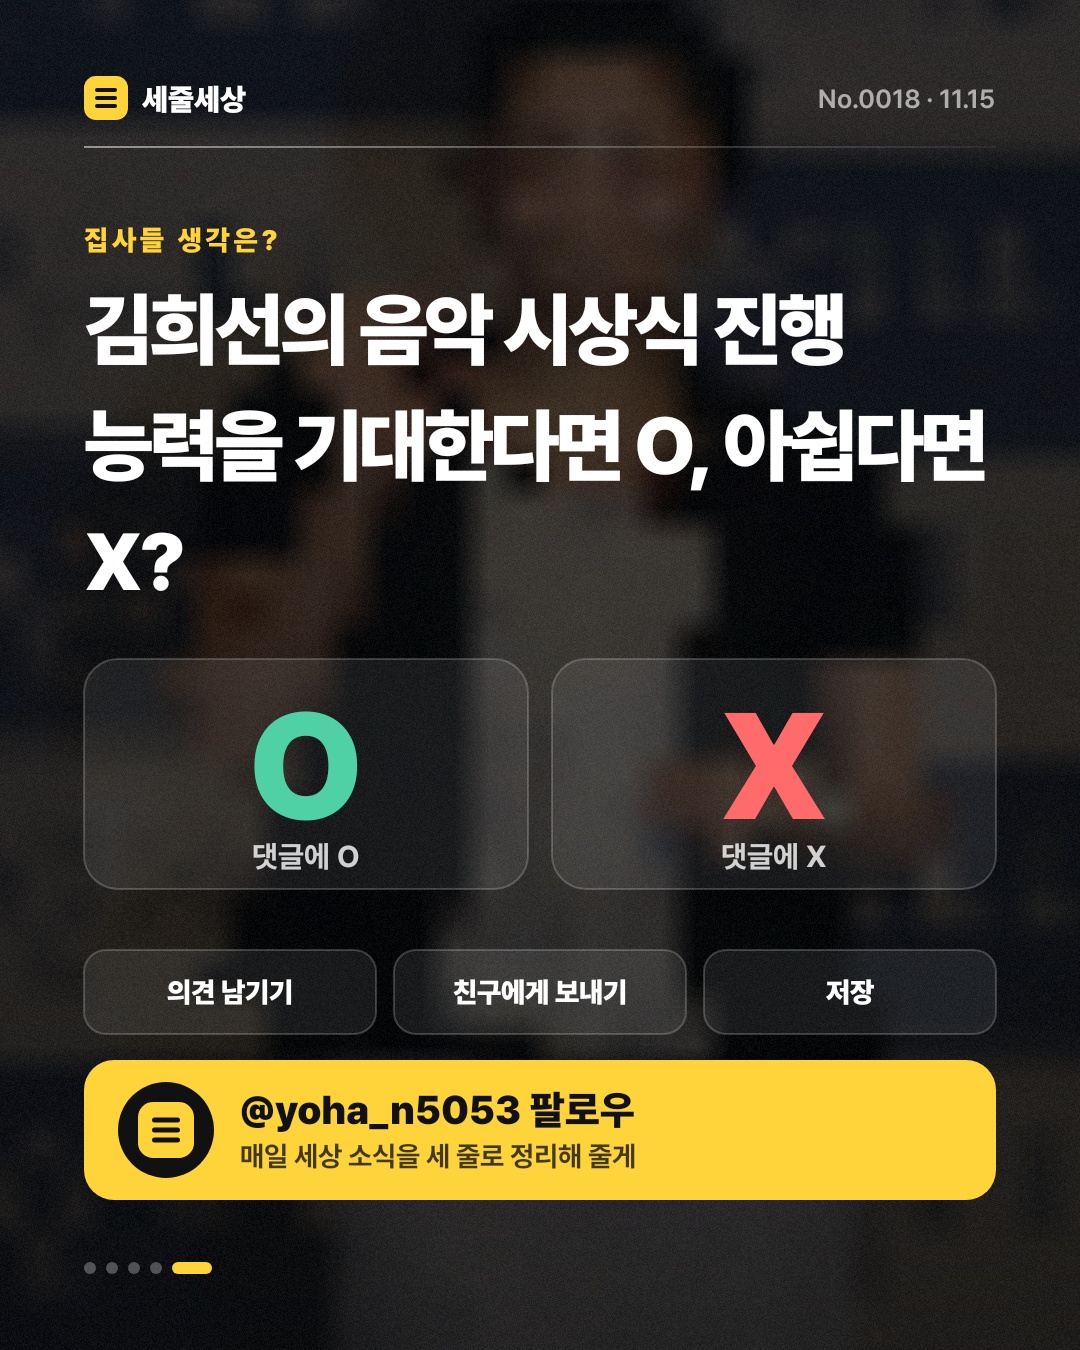 세줄세상
No.0018 · 11.15
집사들 생각은?
김희선의 음악 시상식 진행
능력을 기대한다면 O, 아쉽다면
X?
O
댓글에 O
X
댓글에 X
의견 남기기
친구에게 보내기
저장
@yoha_n5053 팔로우
매일 세상 소식을 세 줄로 정리해 줄게